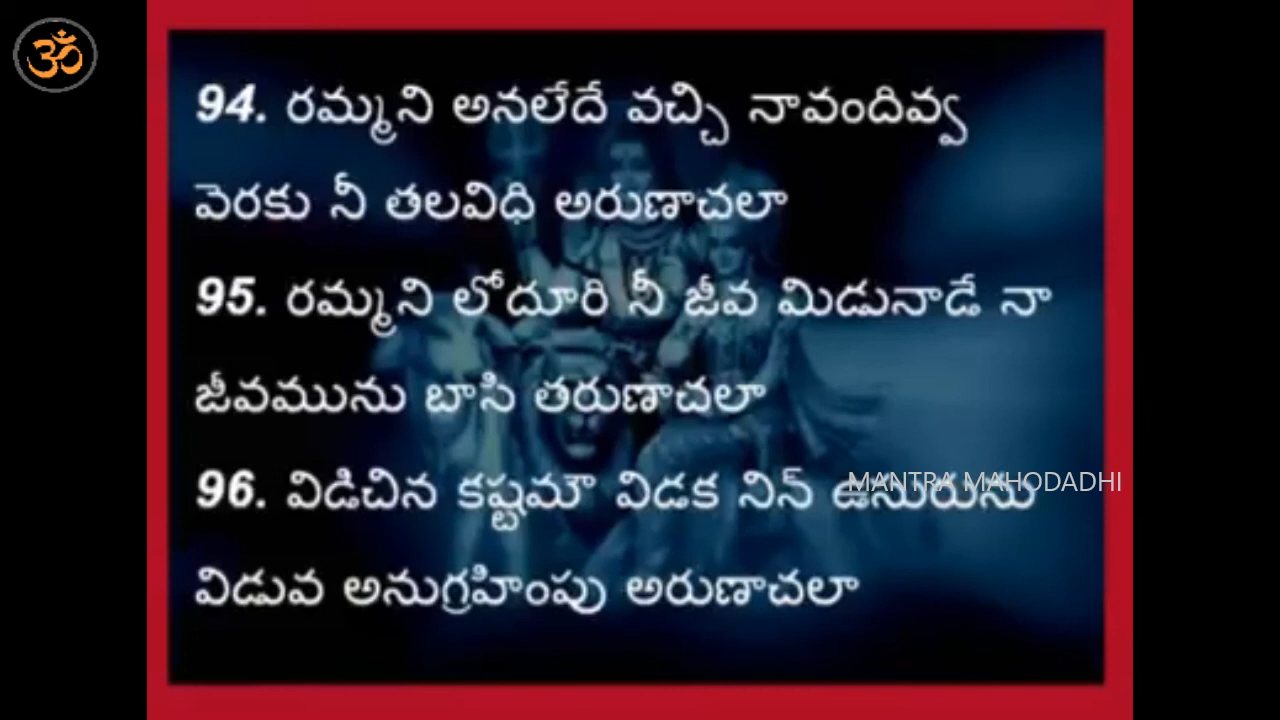 ॐ
94. రమ్మని అనలేదే వచ్చి నావందివ్వ
వెరకు నీ తలవిధి అరుణాచలా
95. రమ్మని లోదూరి నీ జీవ మిడునాడే నా
జీవమును బాసి తరుణాచలా
96. విడిచిన కష్టమౌ విడక నిన్
MANTRA MAHODADHI
విడువ అనుగ్రహింపు అరుణాచలా